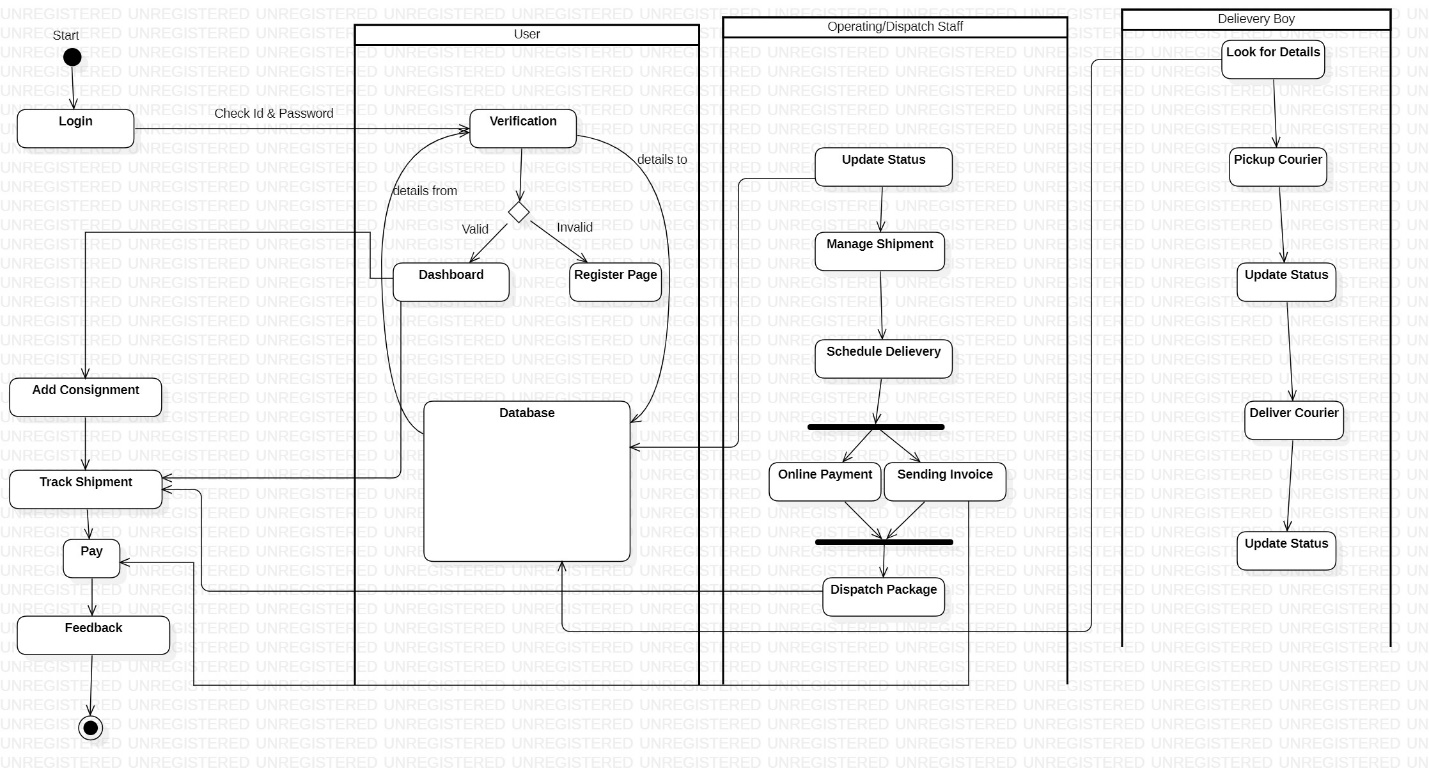 Start
Login
Check Id & Password
Add Consignment
Track Shipment
Pay
Feedback
User
Verification
details to
details from
Valid
Invalid
Dashboard
Register Page
Database
Operating/Dispatch Staff
Update Status
Manage Shipment
Schedule Delievery
Online Payment
Sending Invoice
Dispatch Package
Delievery Boy
Look for Details
Pickup Courier
Update Status
Deliver Courier
Update Status
UNREGISTERED